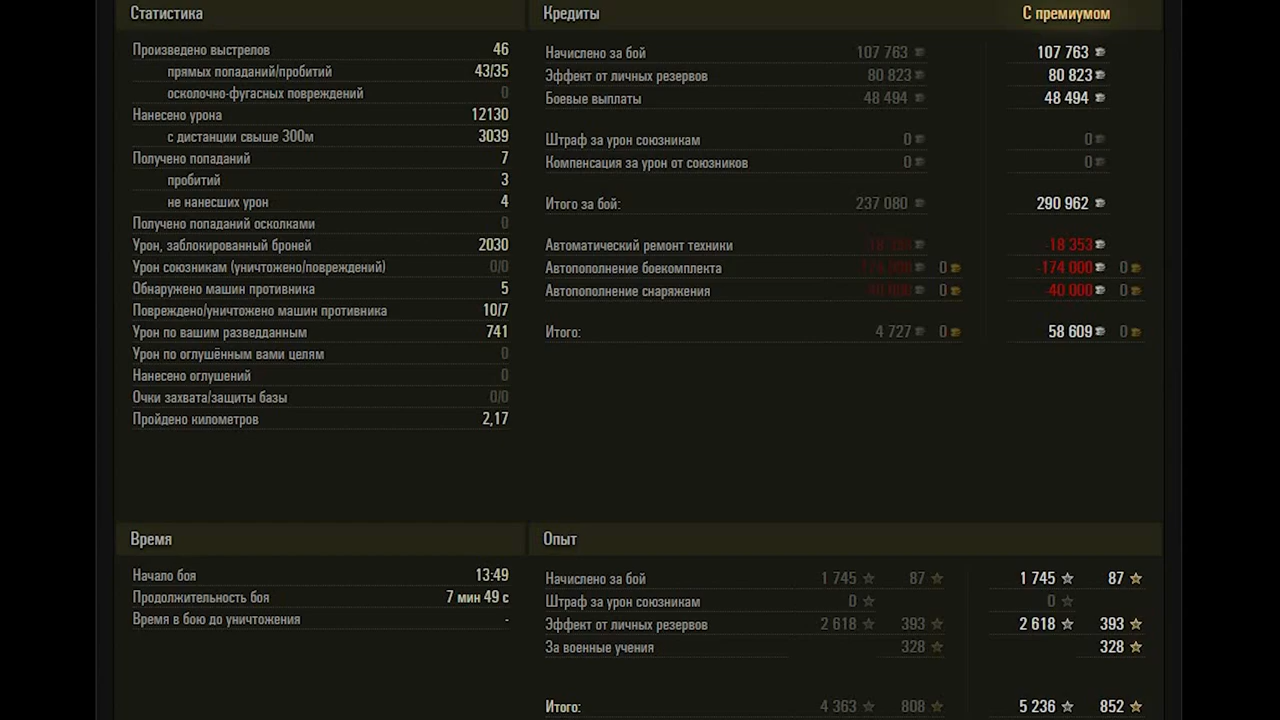 Статистика
Произведено выстрелов 46
прямых попаданий/пробитий 43/35
осколочно-фугасных повреждений 0
Нанесено урона 12130
с дистанции свыше 300м 3039
Получено попаданий 7
пробитий 3
не нанесших урон 4
Получено попаданий осколками 0
Урон, заблокированный броней 2030
Урон союзникам (уничтожено/повреждений) 0/0
Обнаружено машин противника 5
Повреждено/уничтожено машин противника 10/7
Урон по вашим разведданным 741
Урон по оглушённым вами целям 0
Нанесено оглушений 0
Очки захвата/защиты базы 0/0
Пройдено километров 2,17
Кредиты С премиумом
Начислено за бой 107 763 107 763
Эффект от личных резервов 80 823 80 823
Боевые выплаты 48 494 48 494
Штраф за урон союзникам 0 0
Компенсация за урон от союзников 0 0
Итого за бой: 237 080 290 962
Автоматический ремонт техники -18 353 -18 353
Автопополнение боекомплекта -174 000 0 -174 000 0
Автопополнение снаряжения -40 000 0 -40 000 0
Итого: 4 727 0 58 609 0
Время
Начало боя 13:49
Продолжительность боя 7 мин 49 с
Время в бою до уничтожения -
Опыт
Начислено за бой 1 745 87 1 745 87
Штраф за урон союзникам 0 0
Эффект от личных резервов 2 618 393 2 618 393
За военные учения 328 328
Итого: 4 363 808 5 236 852